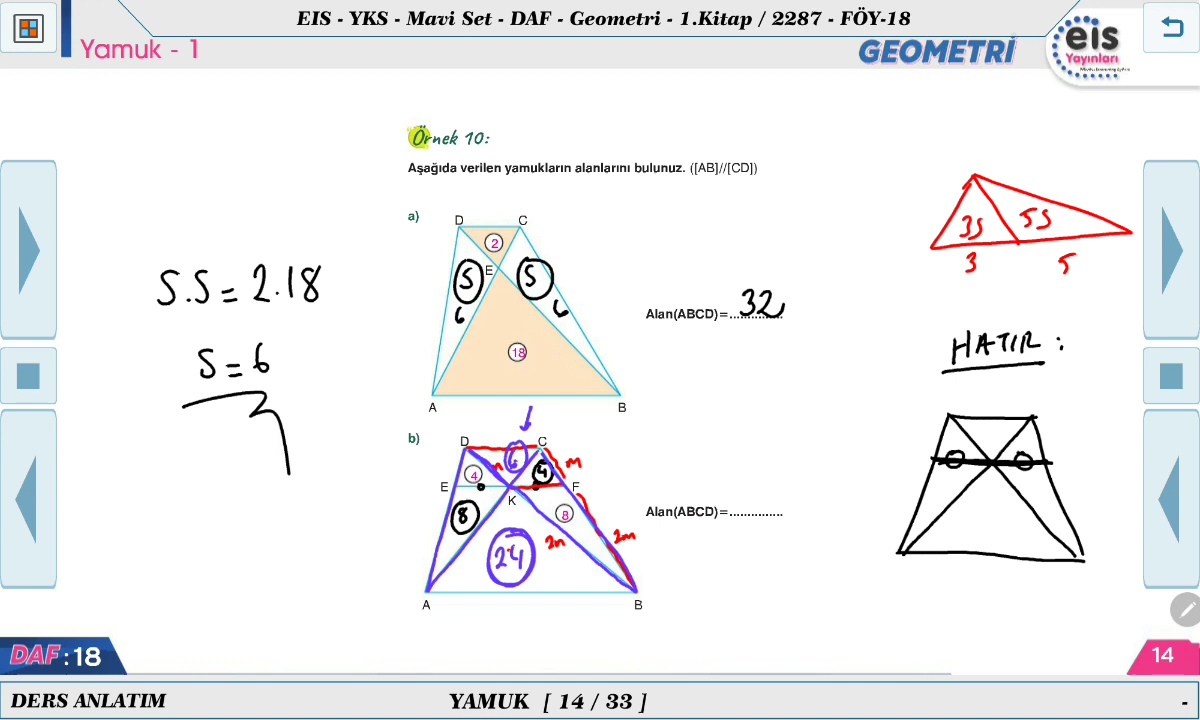 EIS - YKS - Mavi Set - DAF - Geometri - 1.Kitap / 2287 - FÖY-18
Yamuk - 1
GEOMETRİ
eis
Yayınları
Örnek 10:
Aşağıda verilen yamukların alanlarını bulunuz. ([AB]//[CD])
a)
D
C
2
S
E
S
6
6
18
A
B
Alan(ABCD)=.............. 32
S.S = 2.18
S = 6
3S
5S
3
5
HATIR :
b)
D
C
6
n
4
4
m
E
F
K
8
8
24
2n
2m
A
B
Alan(ABCD)=..............
DAF : 18
14
DERS ANLATIM
YAMUK [ 14 / 33 ]
-